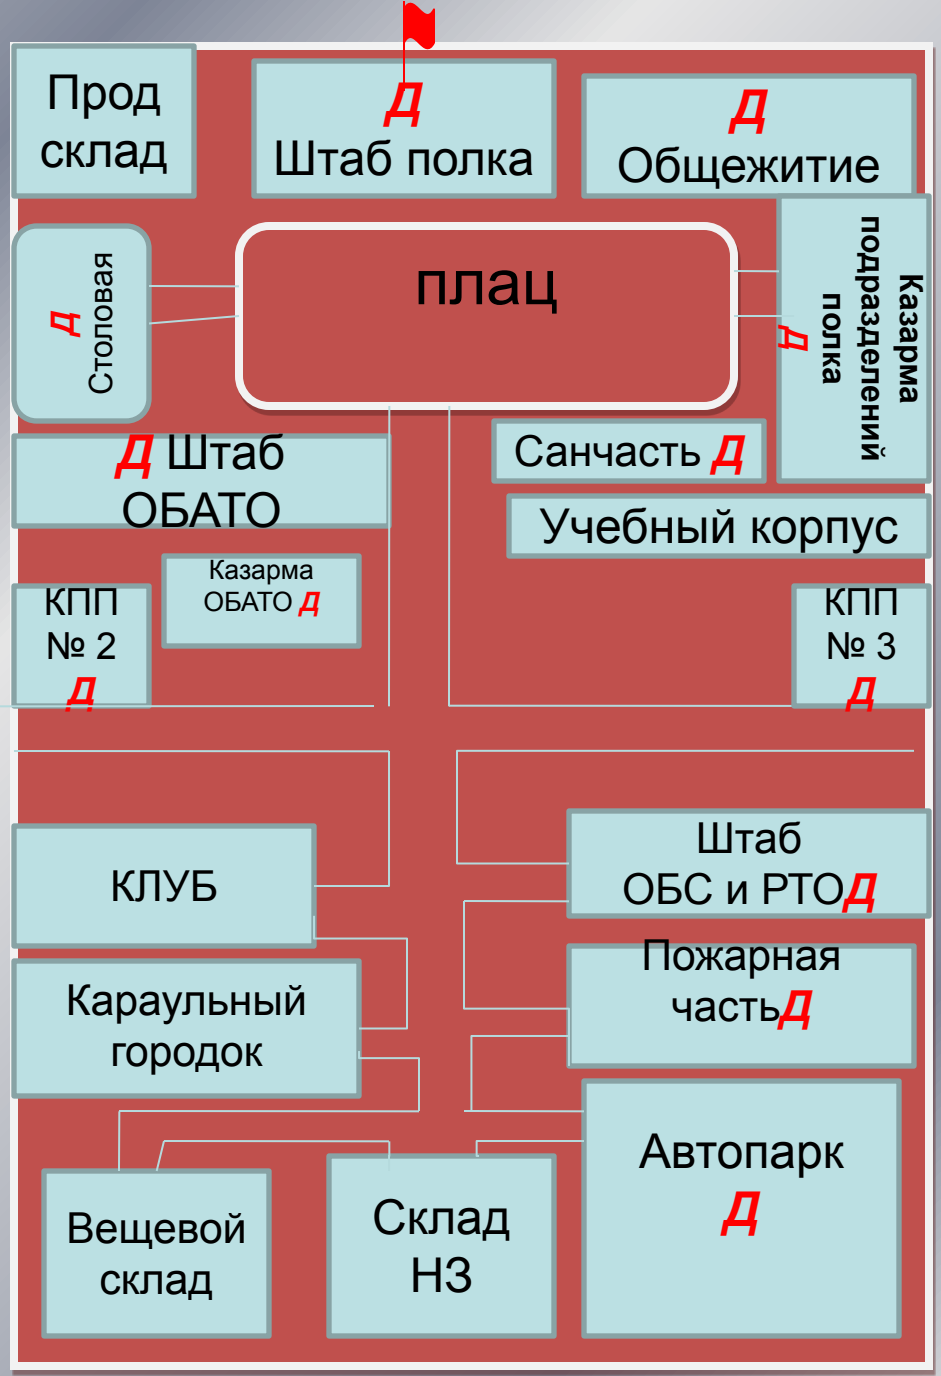 Прод
склад
Д
Штаб полка
Д
Общежитие
Д
Столовая
плац
Казарма
подразделений
полка
Д
Д Штаб
ОБАТО
Санчасть Д
Учебный корпус
КПП
№ 2
Д
Казарма
ОБАТО Д
КПП
№ 3
Д
КЛУБ
Штаб
ОБС и РТОД
Караульный
городок
Пожарная
частьД
Вещевой
склад
Склад
НЗ
Автопарк
Д